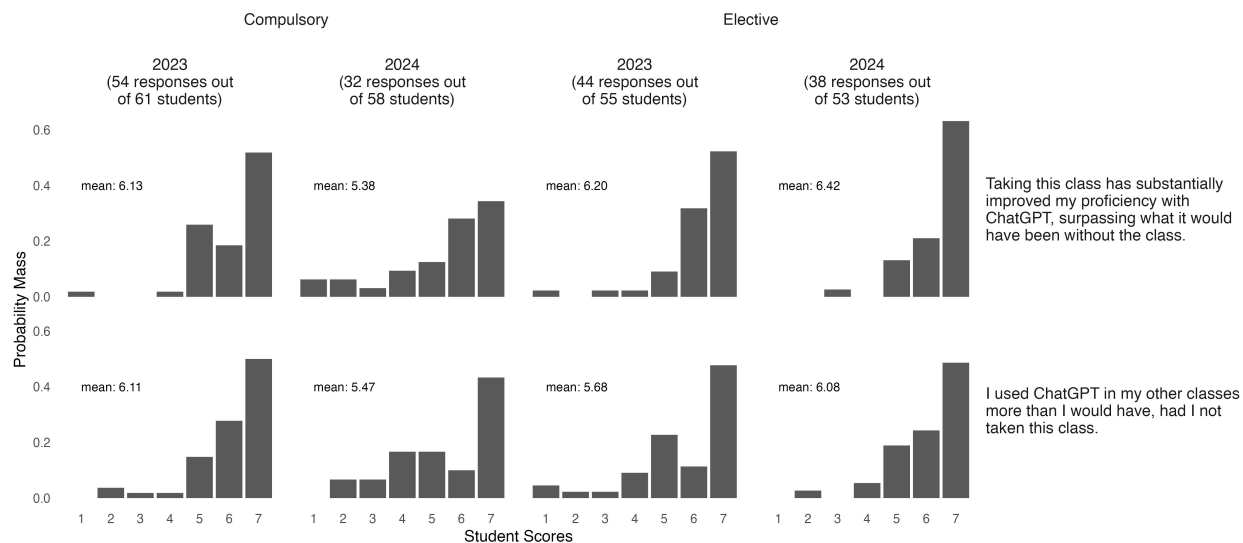 Compulsory
Elective
2023
(54 responses out
of 61 students)
2024
(32 responses out
of 58 students)
2023
(44 responses out
of 55 students)
2024
(38 responses out
of 53 students)
Probability Mass
0.6
0.4
0.2
0.0
mean: 6.13
mean: 5.38
mean: 6.20
mean: 6.42
Taking this class has substantially
improved my proficiency with
ChatGPT, surpassing what it would
have been without the class.
0.6
0.4
0.2
0.0
mean: 6.11
mean: 5.47
mean: 5.68
mean: 6.08
I used ChatGPT in my other classes
more than I would have, had I not
taken this class.
1 2 3 4 5 6 7
1 2 3 4 5 6 7
1 2 3 4 5 6 7
1 2 3 4 5 6 7
Student Scores